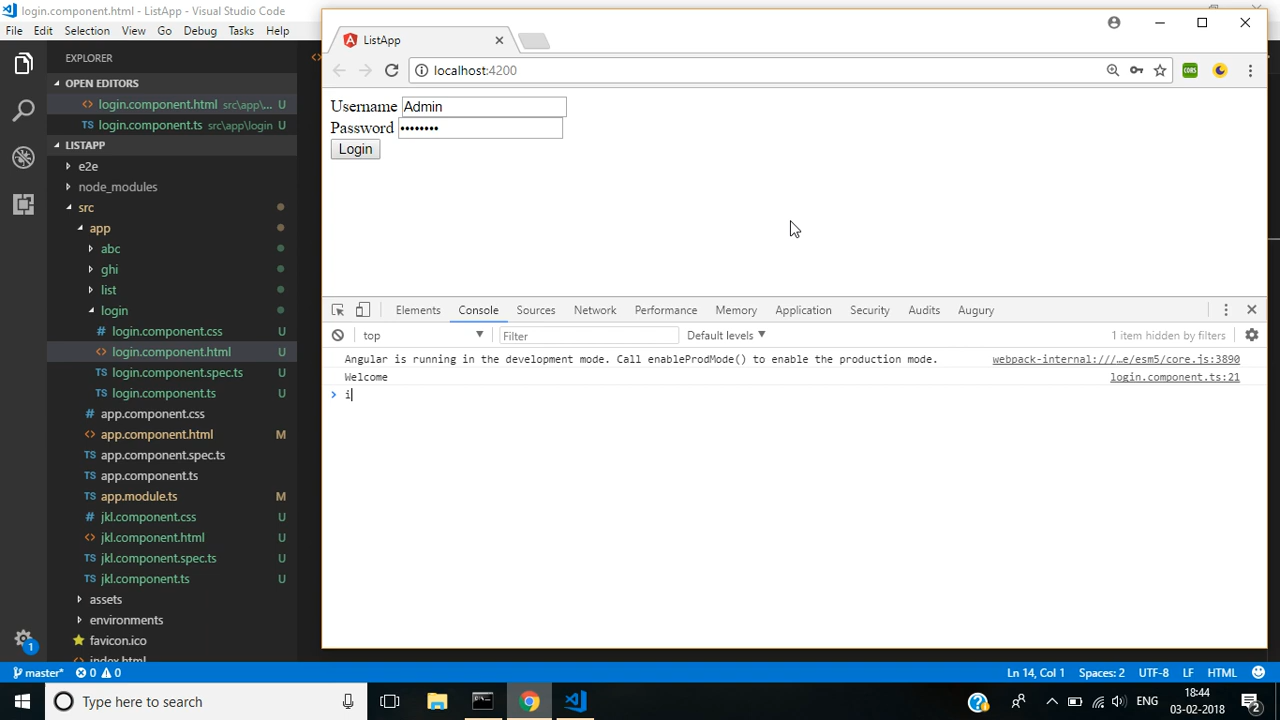 login.component.html - ListApp - Visual Studio Code
File Edit Selection View Go Debug Tasks Help
EXPLORER
OPEN EDITORS
login.component.html src\app\... U
login.component.ts src\app\login U
LISTAPP
e2e
node_modules
src
app
abc
ghi
list
login
login.component.css U
login.component.html U
login.component.spec.ts U
login.component.ts U
app.component.css
app.component.html M
app.component.spec.ts
app.component.ts
app.module.ts M
jkl.component.css U
jkl.component.html U
jkl.component.spec.ts U
jkl.component.ts U
assets
environments
favicon.ico
index.html
ListApp
localhost:4200
CORS
Username Admin
Password ••••••••
Login
Elements Console Sources Network Performance Memory Application Security Audits Augury
top Filter Default levels 1 item hidden by filters
Angular is running in the development mode. Call enableProdMode() to enable the production mode. webpack-internal:///…e/esm5/core.js:3890
Welcome login.component.ts:21
i
1
master* 0 0 Ln 14, Col 1 Spaces: 2 UTF-8 LF HTML
Type here to search
ENG
18:44
03-02-2018
2